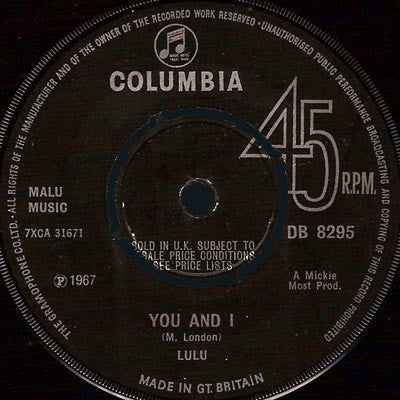 THE GRAMOPHONE CO. LTD. · ALL RIGHTS OF THE MANUFACTURER AND OF THE OWNER OF THE RECORDED WORK RESERVED · UNAUTHORISED PUBLIC PERFORMANCE BROADCASTING AND COPYING OF THIS RECORD PROHIBITED
COLUMBIA
45
R.P.M.
MALU
MUSIC
DB 8295
7XCA 31671
SOLD IN U.K. SUBJECT TO
RESALE PRICE CONDITIONS
SEE PRICE LISTS
Ⓟ 1967
A Mickie
Most Prod.
YOU AND I
(M. London)
LULU
MADE IN GT. BRITAIN